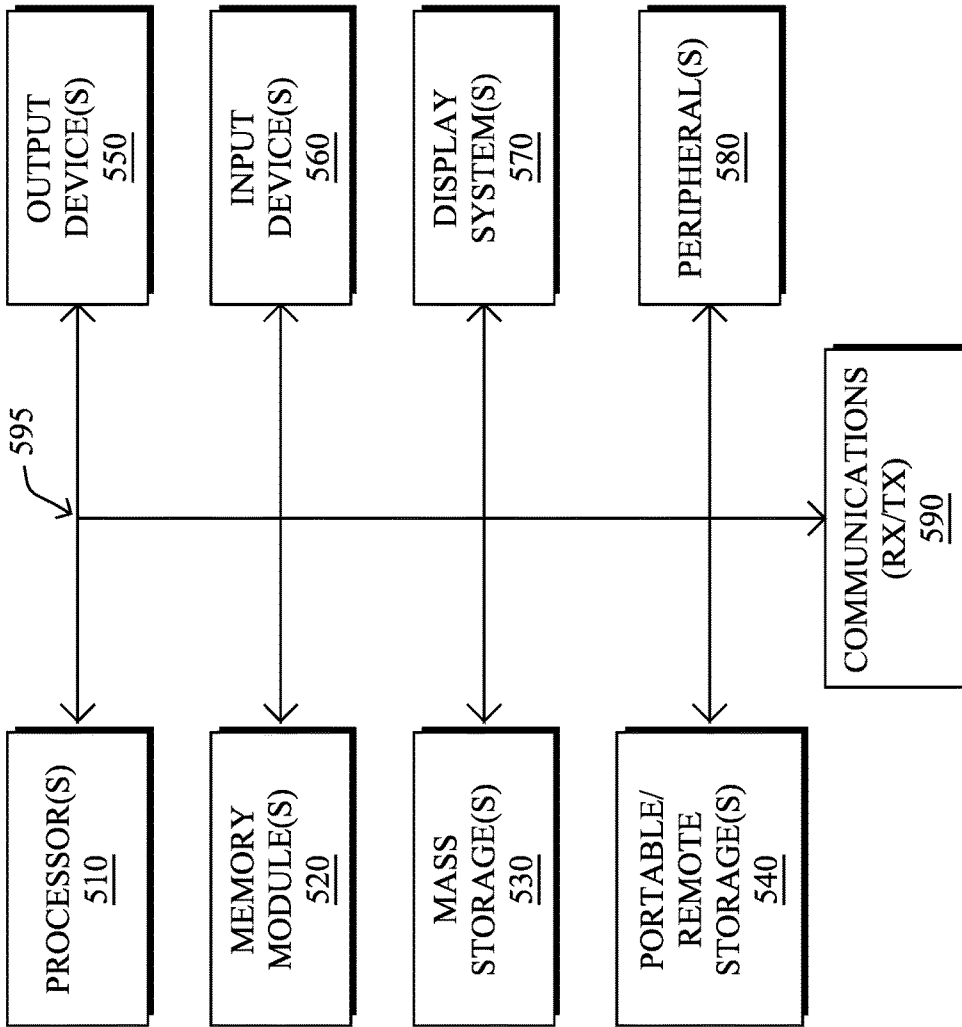 595
PROCESSOR(S)
510
OUTPUT
DEVICE(S)
550
MEMORY
MODULE(S)
520
INPUT
DEVICE(S)
560
MASS
STORAGE(S)
530
DISPLAY
SYSTEM(S)
570
PORTABLE/
REMOTE
STORAGE(S)
540
PERIPHERAL(S)
580
COMMUNICATIONS
(RX/TX)
590